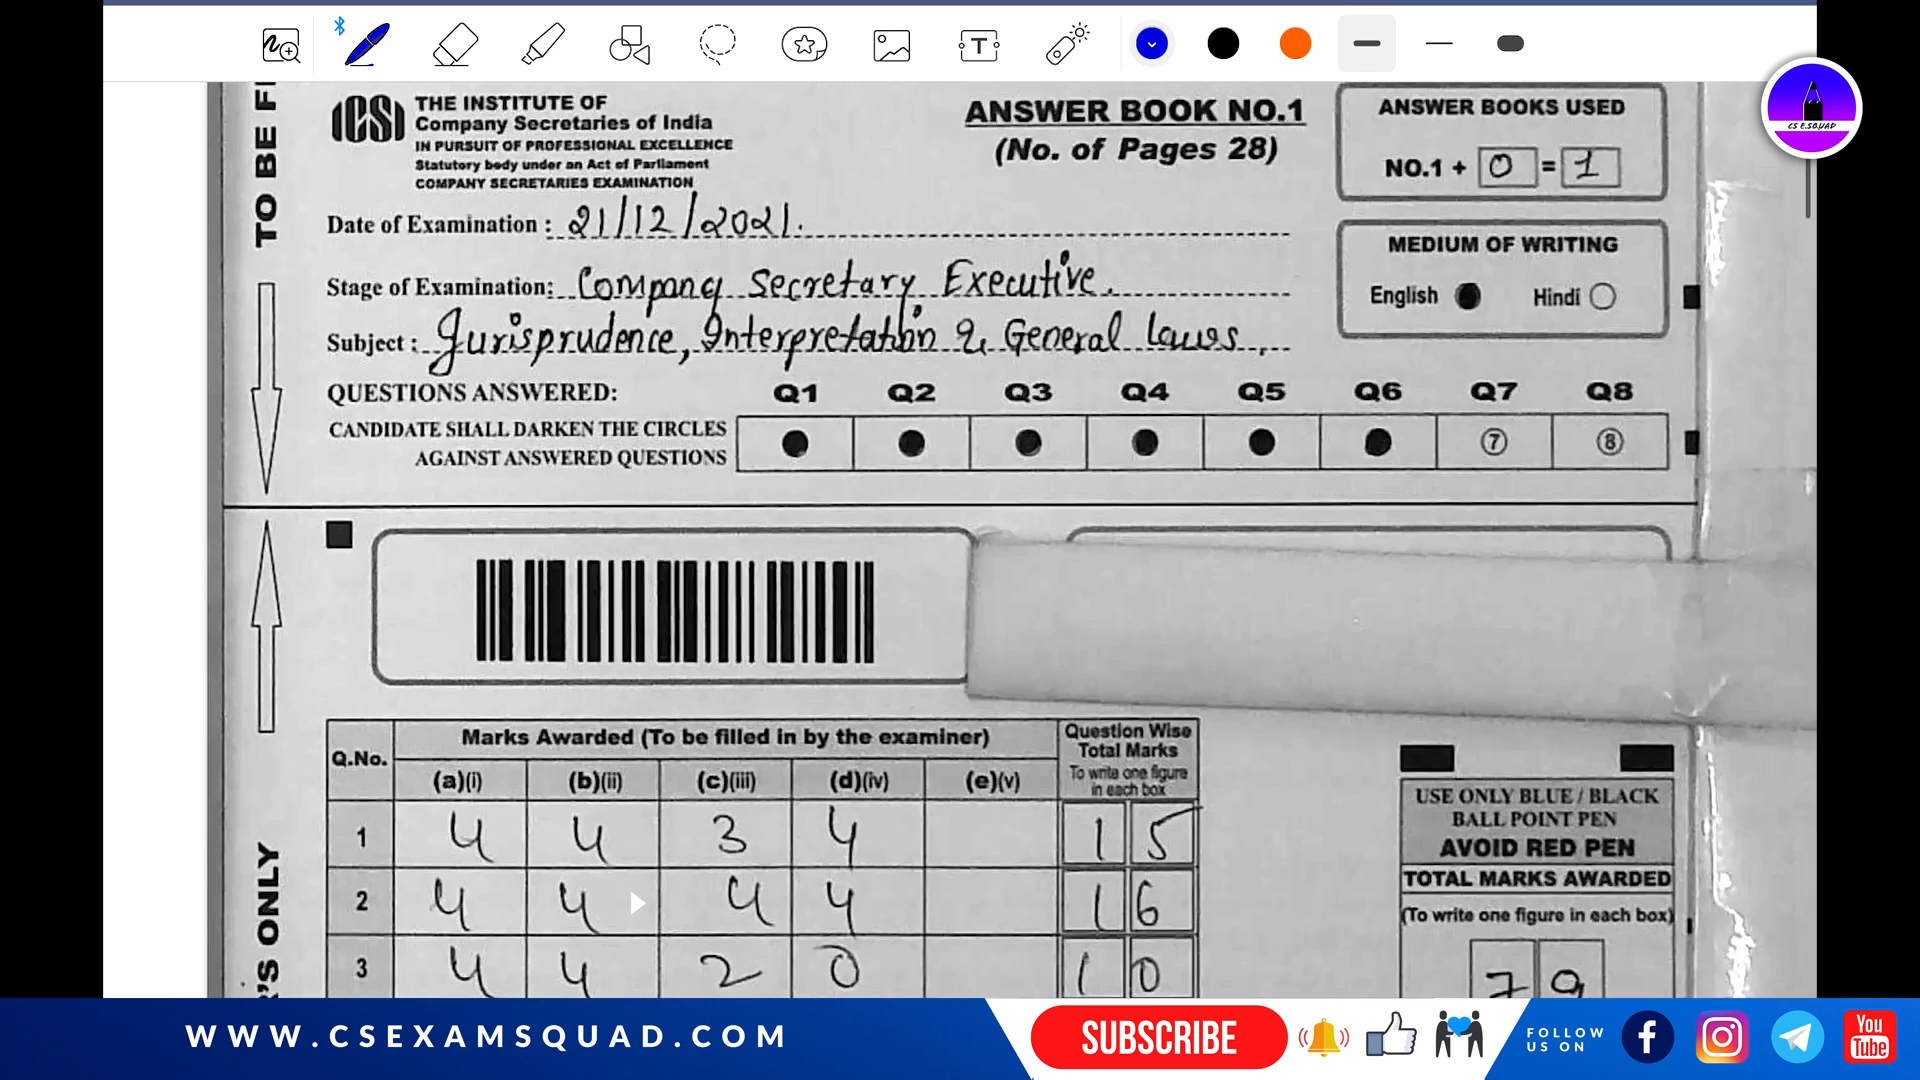 T
CS E.SQUAD
TO BE FI
ICSI
THE INSTITUTE OF
Company Secretaries of India
IN PURSUIT OF PROFESSIONAL EXCELLENCE
Statutory body under an Act of Parliament
COMPANY SECRETARIES EXAMINATION
ANSWER BOOK NO.1
(No. of Pages 28)
ANSWER BOOKS USED
NO.1 + 0 = 1
Date of Examination : 21/12/2021.
Stage of Examination: Company Secretary, Executive.
Subject : Jurisprudence, Interpretation & General Laws,
MEDIUM OF WRITING
English Hindi
QUESTIONS ANSWERED: Q1 Q2 Q3 Q4 Q5 Q6 Q7 Q8
CANDIDATE SHALL DARKEN THE CIRCLES
AGAINST ANSWERED QUESTIONS
7 8
R'S ONLY
Q.No. Marks Awarded (To be filled in by the examiner) Question Wise Total Marks
To write one figure in each box
(a)(i) (b)(ii) (c)(iii) (d)(iv) (e)(v)
1 4 4 3 4 1 5
2 4 4 4 4 1 6
3 4 4 2 0 1 0
USE ONLY BLUE / BLACK
BALL POINT PEN
AVOID RED PEN
TOTAL MARKS AWARDED
(To write one figure in each box)
7 9
WWW.CSEXAMSQUAD.COM
SUBSCRIBE
FOLLOW
US ON
You
Tube